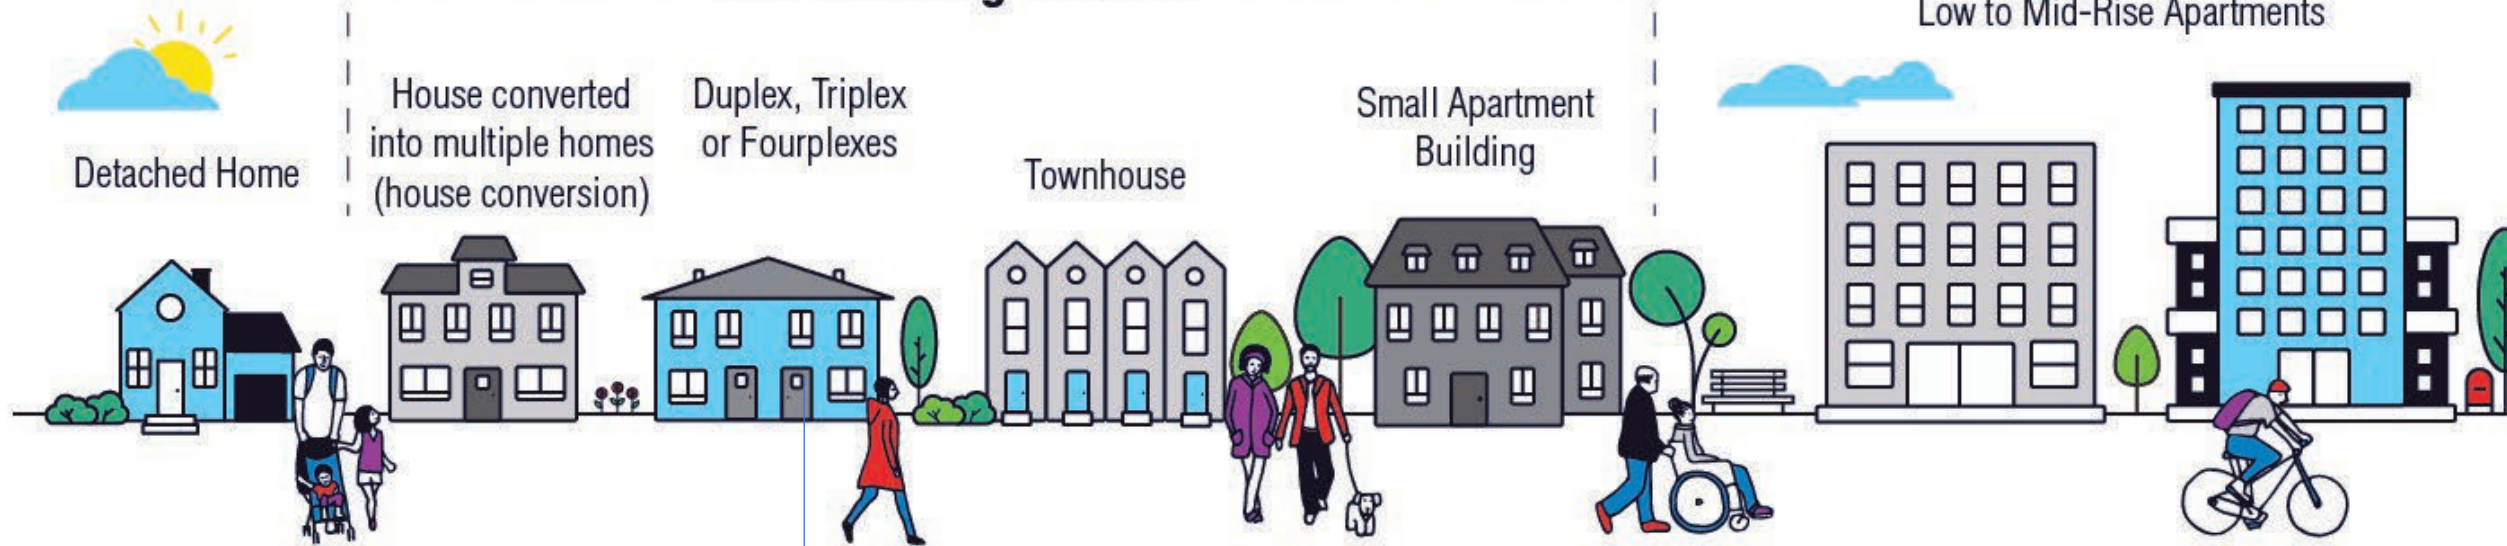 Low to Mid-Rise Apartments
Detached Home
House converted
into multiple homes
(house conversion)
Duplex, Triplex
or Fourplexes
Townhouse
Small Apartment
Building